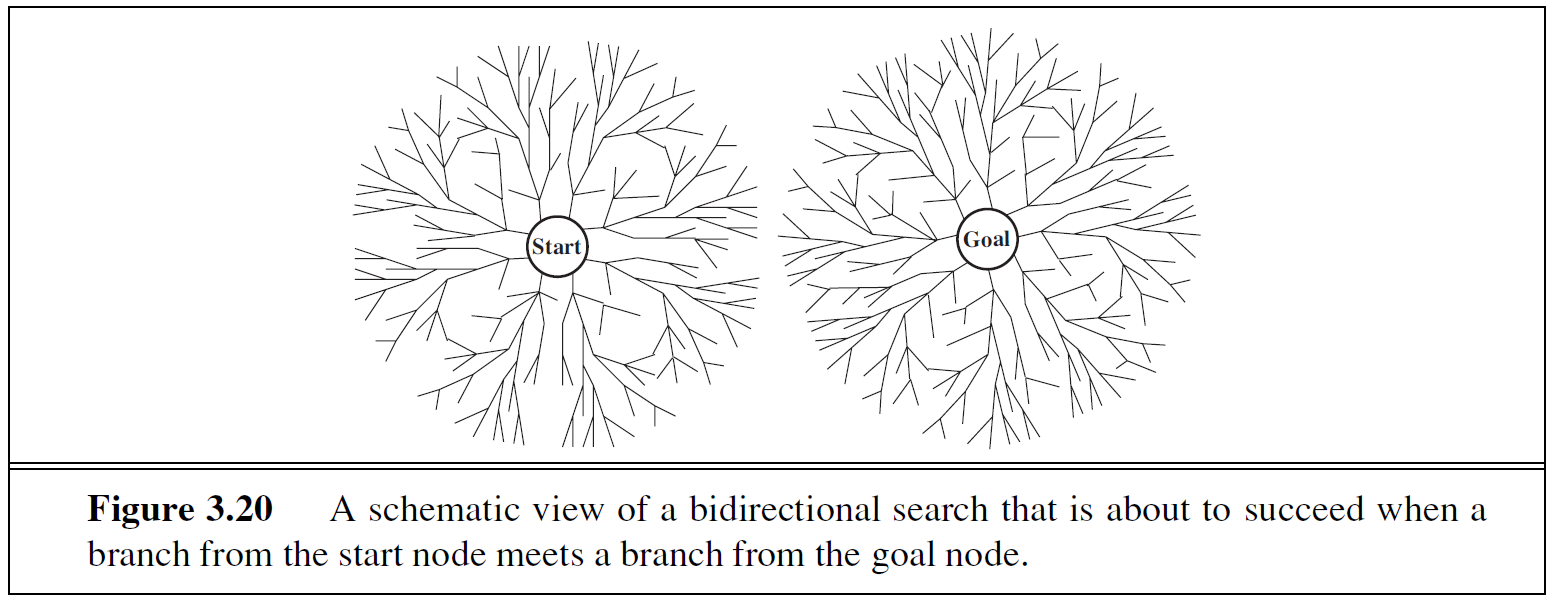 Start
Goal
Figure 3.20 A schematic view of a bidirectional search that is about to succeed when a
branch from the start node meets a branch from the goal node.